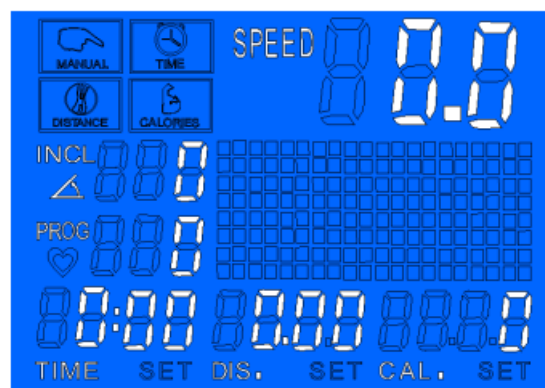 MANUAL TIME SPEED 0.0
DISTANCE CALORIES
INCL 0
PROG 0
0:00 0.00 0
TIME SET DIS. SET CAL. SET